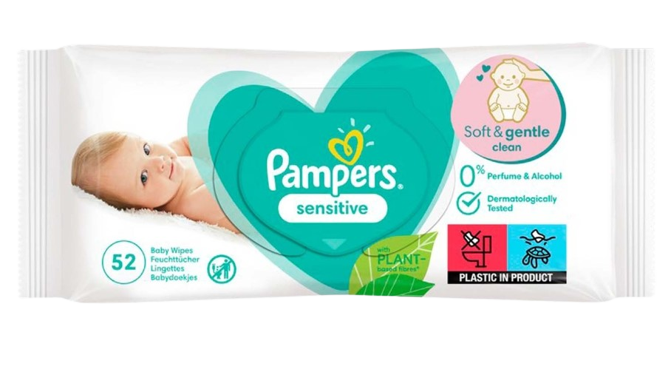 Pampers®
sensitive
Soft & gentle
clean
0% Perfume & Alcohol
Dermatologically
Tested
52
Baby Wipes
Feuchttücher
Lingettes
Babydoekjes
with
PLANT-
based fibres*
PLASTIC IN PRODUCT